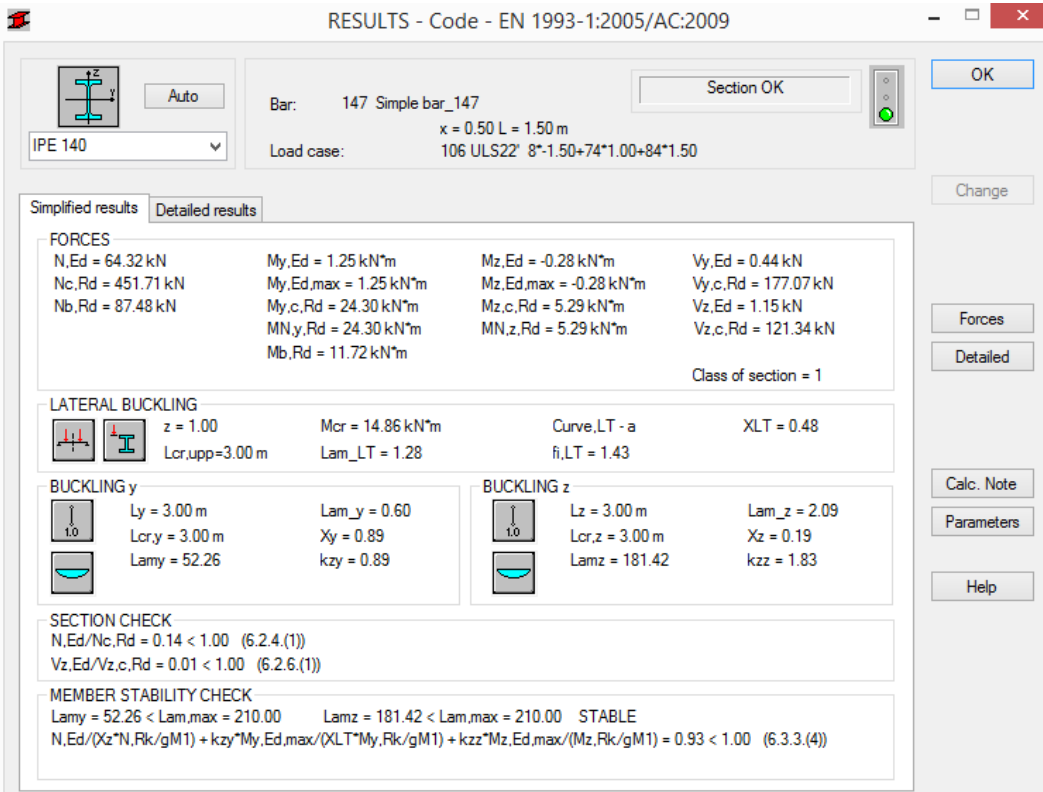 RESULTS - Code - EN 1993-1:2005/AC:2009
z
y
Auto
IPE 140
Section OK
Bar: 147 Simple bar_147
x = 0.50 L = 1.50 m
Load case: 106 ULS22' 8*-1.50+74*1.00+84*1.50
OK
Change
Simplified results Detailed results
FORCES
N,Ed = 64.32 kN My,Ed = 1.25 kN*m Mz,Ed = -0.28 kN*m Vy,Ed = 0.44 kN
Nc,Rd = 451.71 kN My,Ed,max = 1.25 kN*m Mz,Ed,max = -0.28 kN*m Vy,c,Rd = 177.07 kN
Nb,Rd = 87.48 kN My,c,Rd = 24.30 kN*m Mz,c,Rd = 5.29 kN*m Vz,Ed = 1.15 kN
MN,y,Rd = 24.30 kN*m MN,z,Rd = 5.29 kN*m Vz,c,Rd = 121.34 kN
Mb,Rd = 11.72 kN*m
Class of section = 1
Forces
Detailed
LATERAL BUCKLING
z = 1.00 Mcr = 14.86 kN*m Curve,LT - a XLT = 0.48
Lcr,upp=3.00 m Lam_LT = 1.28 fi,LT = 1.43
BUCKLING y
1.0
Ly = 3.00 m Lam_y = 0.60
Lcr,y = 3.00 m Xy = 0.89
Lamy = 52.26 kzy = 0.89
BUCKLING z
1.0
Lz = 3.00 m Lam_z = 2.09
Lcr,z = 3.00 m Xz = 0.19
Lamz = 181.42 kzz = 1.83
Calc. Note
Parameters
Help
SECTION CHECK
N,Ed/Nc,Rd = 0.14 < 1.00 (6.2.4.(1))
Vz,Ed/Vz,c,Rd = 0.01 < 1.00 (6.2.6.(1))
MEMBER STABILITY CHECK
Lamy = 52.26 < Lam,max = 210.00 Lamz = 181.42 < Lam,max = 210.00 STABLE
N,Ed/(Xz*N,Rk/gM1) + kzy*My,Ed,max/(XLT*My,Rk/gM1) + kzz*Mz,Ed,max/(Mz,Rk/gM1) = 0.93 < 1.00 (6.3.3.(4))